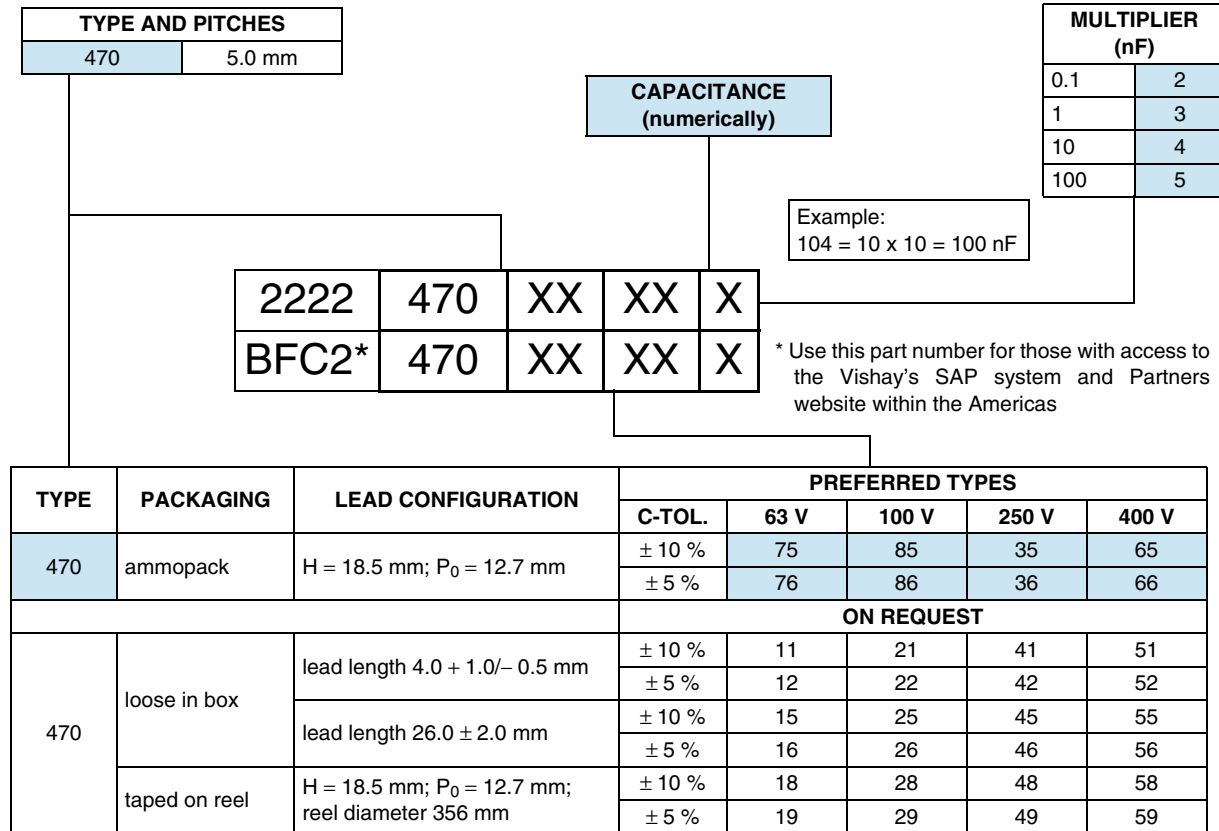 TYPE AND PITCHES
470 5.0 mm
MULTIPLIER
(nF)
0.1 2
1 3
10 4
100 5
CAPACITANCE
(numerically)
Example:
104 = 10 x 10 = 100 nF
2222 470 XX XX X
BFC2* 470 XX XX X
* Use this part number for those with access to
the Vishay's SAP system and Partners
website within the Americas
TYPE PACKAGING LEAD CONFIGURATION PREFERRED TYPES
C-TOL. 63 V 100 V 250 V 400 V
470 ammopack H = 18.5 mm; P0 = 12.7 mm ± 10 % 75 85 35 65
± 5 % 76 86 36 66
ON REQUEST
470 loose in box lead length 4.0 + 1.0/– 0.5 mm ± 10 % 11 21 41 51
± 5 % 12 22 42 52
lead length 26.0 ± 2.0 mm ± 10 % 15 25 45 55
± 5 % 16 26 46 56
taped on reel H = 18.5 mm; P0 = 12.7 mm; ± 10 % 18 28 48 58
reel diameter 356 mm ± 5 % 19 29 49 59